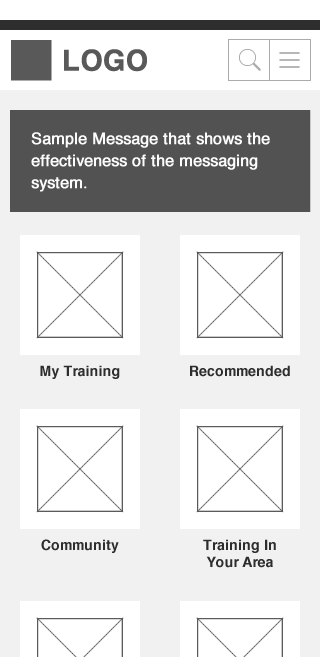 LOGO
Sample Message that shows the
effectiveness of the messaging
system.
My Training
Recommended
Community
Training In
Your Area